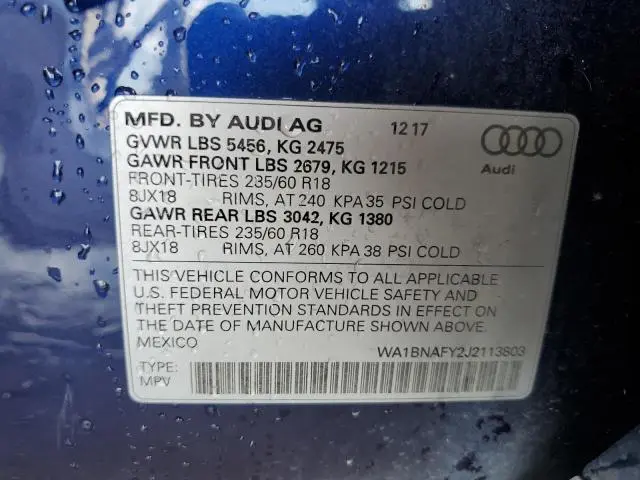 MFD. BY AUDI AG 12 17
GVWR LBS 5456, KG 2475
GAWR FRONT LBS 2679, KG 1215
FRONT-TIRES 235/60 R18
8JX18 RIMS, AT 240 KPA 35 PSI COLD
GAWR REAR LBS 3042, KG 1380
REAR-TIRES 235/60 R18
8JX18 RIMS, AT 260 KPA 38 PSI COLD
Audi
THIS VEHICLE CONFORMS TO ALL APPLICABLE
U.S. FEDERAL MOTOR VEHICLE SAFETY AND
THEFT PREVENTION STANDARDS IN EFFECT ON
THE DATE OF MANUFACTURE SHOWN ABOVE.
MEXICO
WA1BNAFY2J2113803
TYPE:
MPV